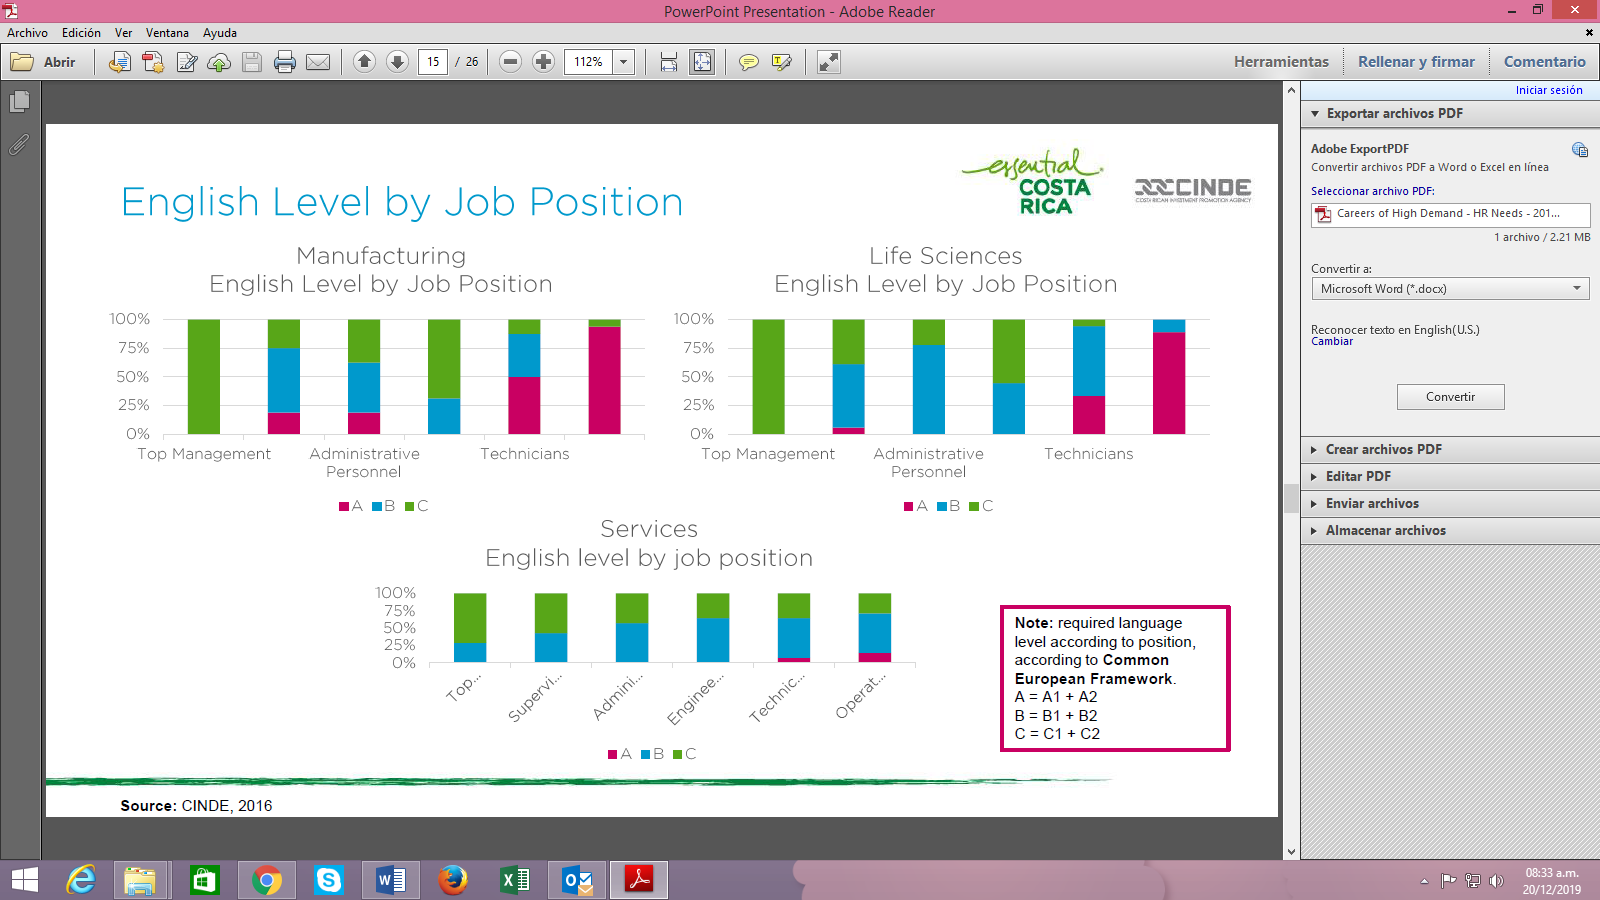 PowerPoint Presentation - Adobe Reader
Archivo Edición Ver Ventana Ayuda
Abrir 15 / 26 112% Herramientas Rellenar y firmar Comentario
Iniciar sesión
Exportar archivos PDF
Adobe ExportPDF
Convertir archivos PDF a Word o Excel en línea
Seleccionar archivo PDF:
Careers of High Demand - HR Needs - 201...
1 archivo / 2.21 MB
Convertir a:
Microsoft Word (*.docx)
Reconocer texto en English(U.S.)
Cambiar
Convertir
Crear archivos PDF
Editar PDF
Enviar archivos
Almacenar archivos
essential
COSTA
RICA
CINDE
COSTA RICAN INVESTMENT PROMOTION AGENCY
English Level by Job Position
Manufacturing
English Level by Job Position
100%
75%
50%
25%
0%
Top Management Administrative Personnel Technicians
A B C
Life Sciences
English Level by Job Position
100%
75%
50%
25%
0%
Top Management Administrative Personnel Technicians
A B C
Services
English level by job position
100%
75%
50%
25%
0%
Top... Supervi... Admini... Enginee... Technic... Operat...
A B C
Note: required language
level according to position,
according to Common
European Framework.
A = A1 + A2
B = B1 + B2
C = C1 + C2
Source: CINDE, 2016
08:33 a.m.
20/12/2019